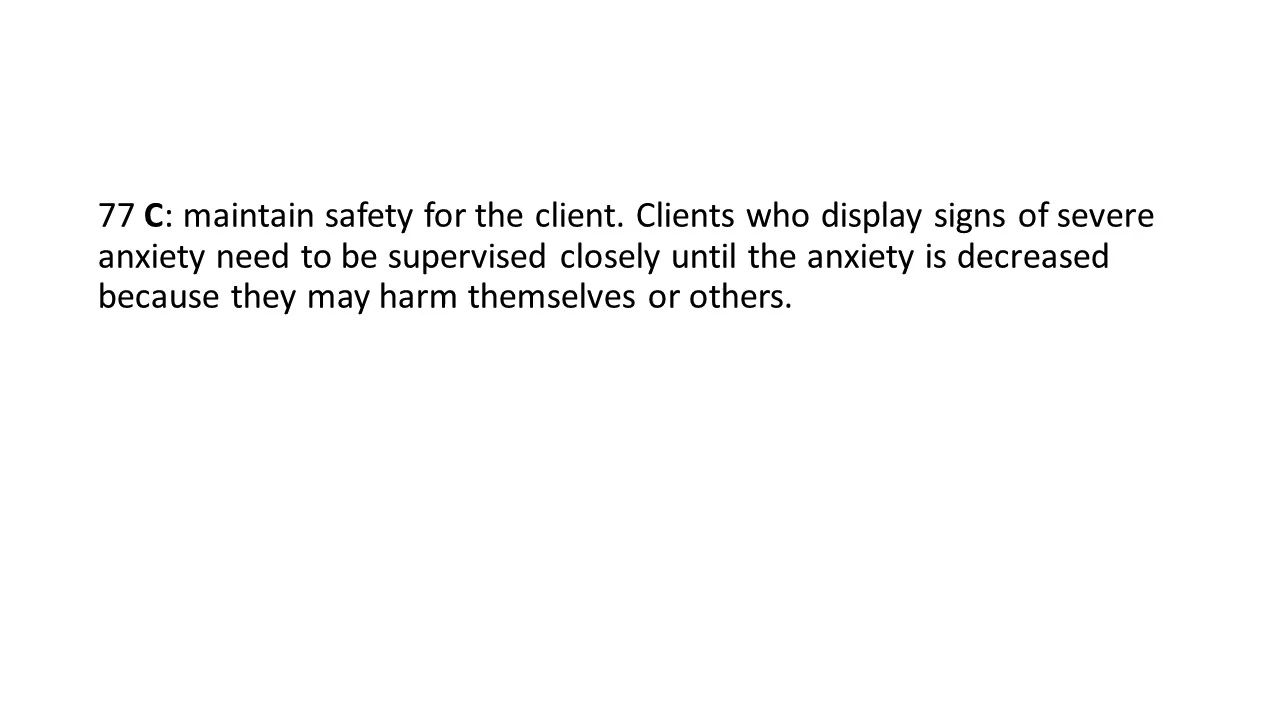 77 C: maintain safety for the client. Clients who display signs of severe
anxiety need to be supervised closely until the anxiety is decreased
because they may harm themselves or others.